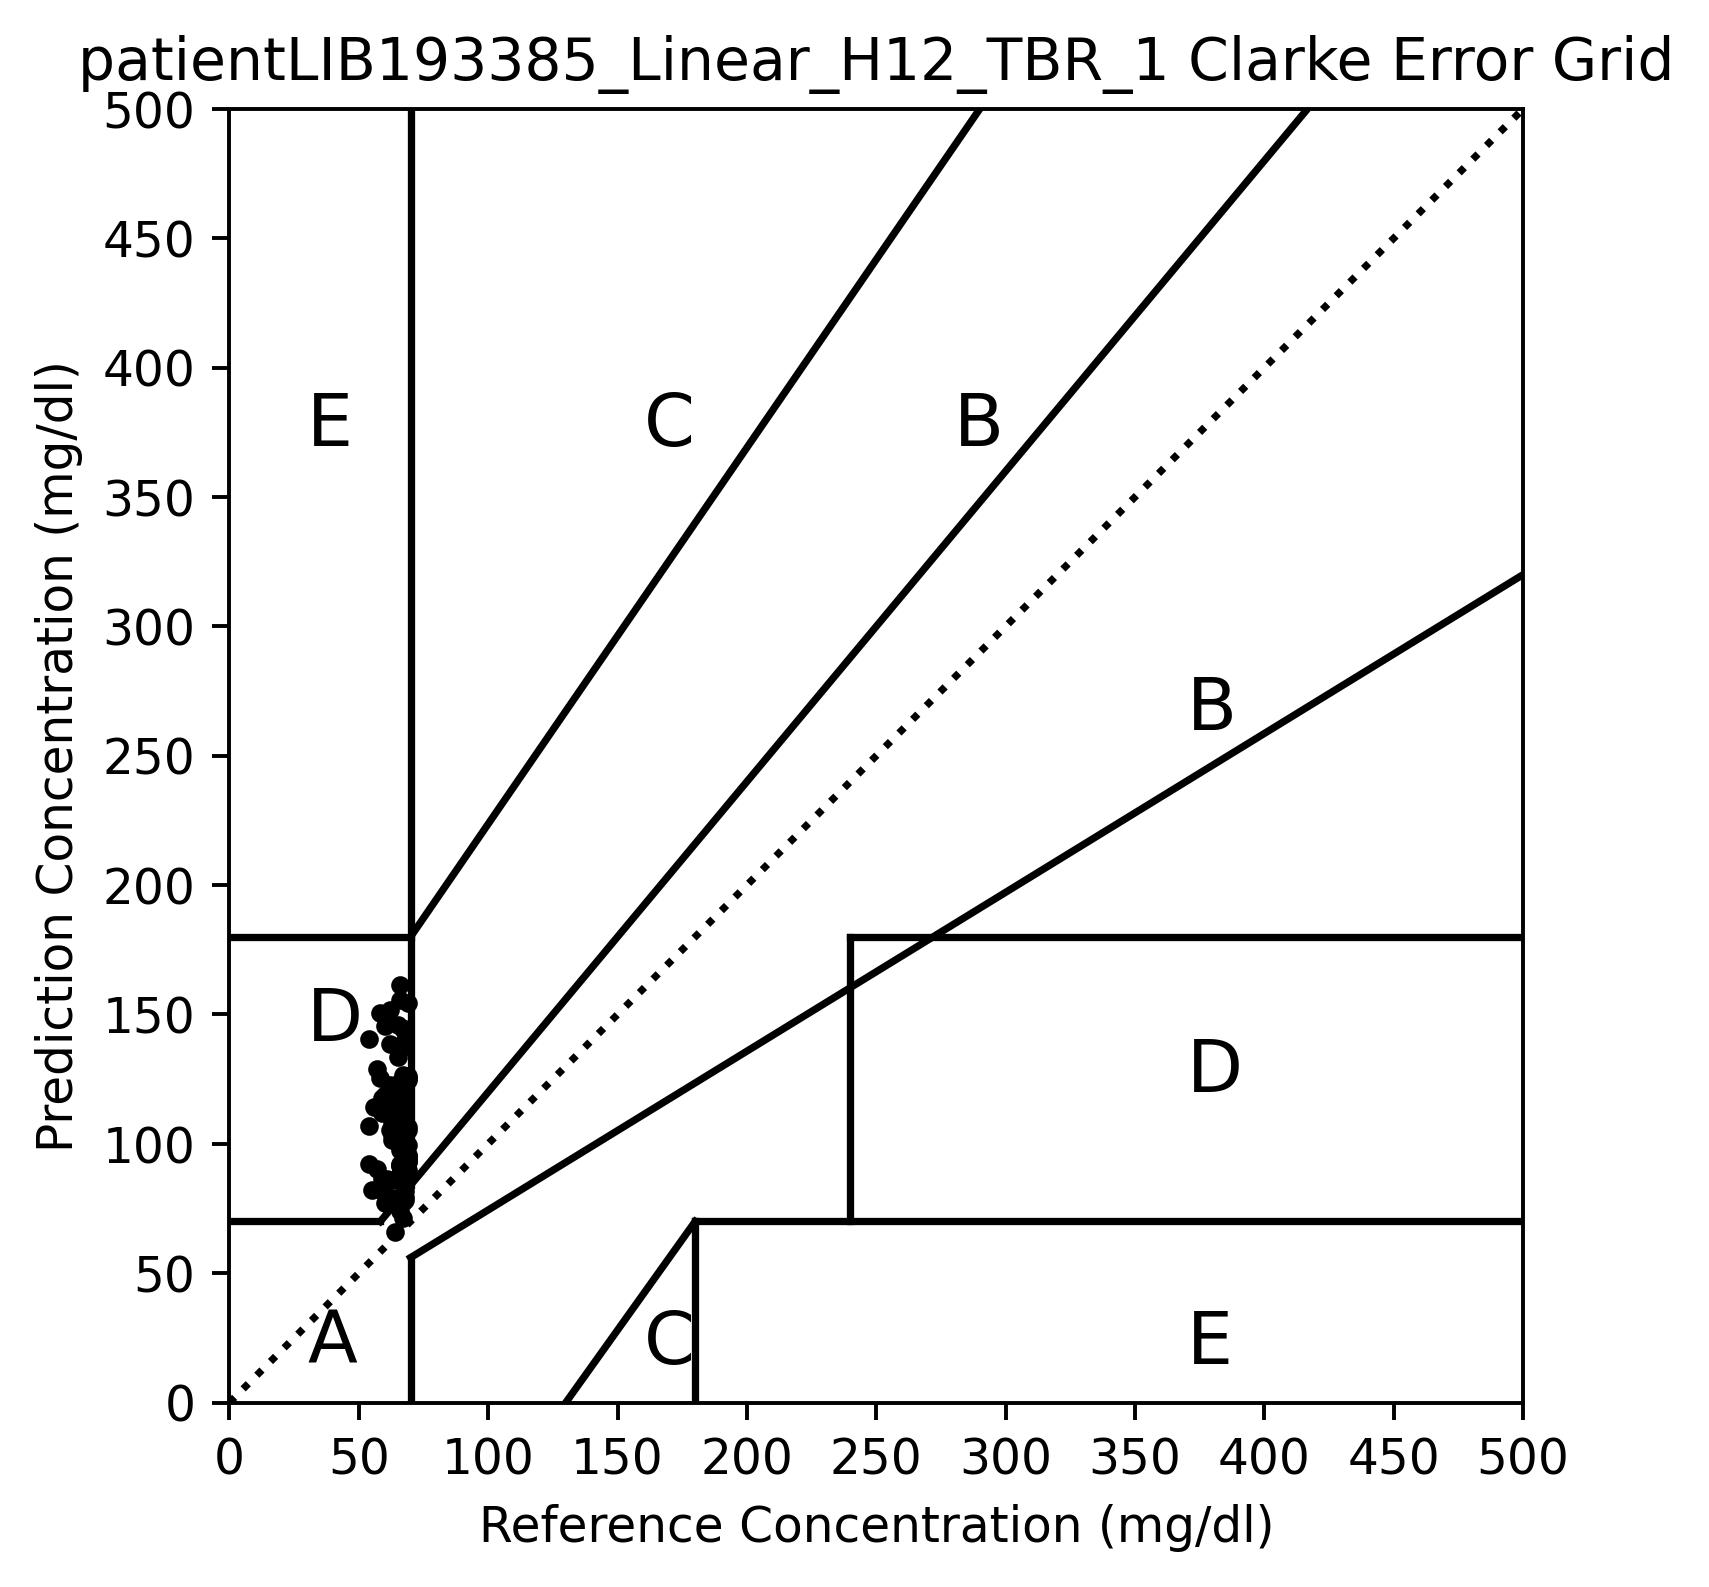 patientLIB193385_Linear_H12_TBR_1 Clarke Error Grid
500
450
400
350
300
250
200
150
100
50
0
Prediction Concentration (mg/dl)
E
C
B
B
D
D
A
C
E
0 50 100 150 200 250 300 350 400 450 500
Reference Concentration (mg/dl)